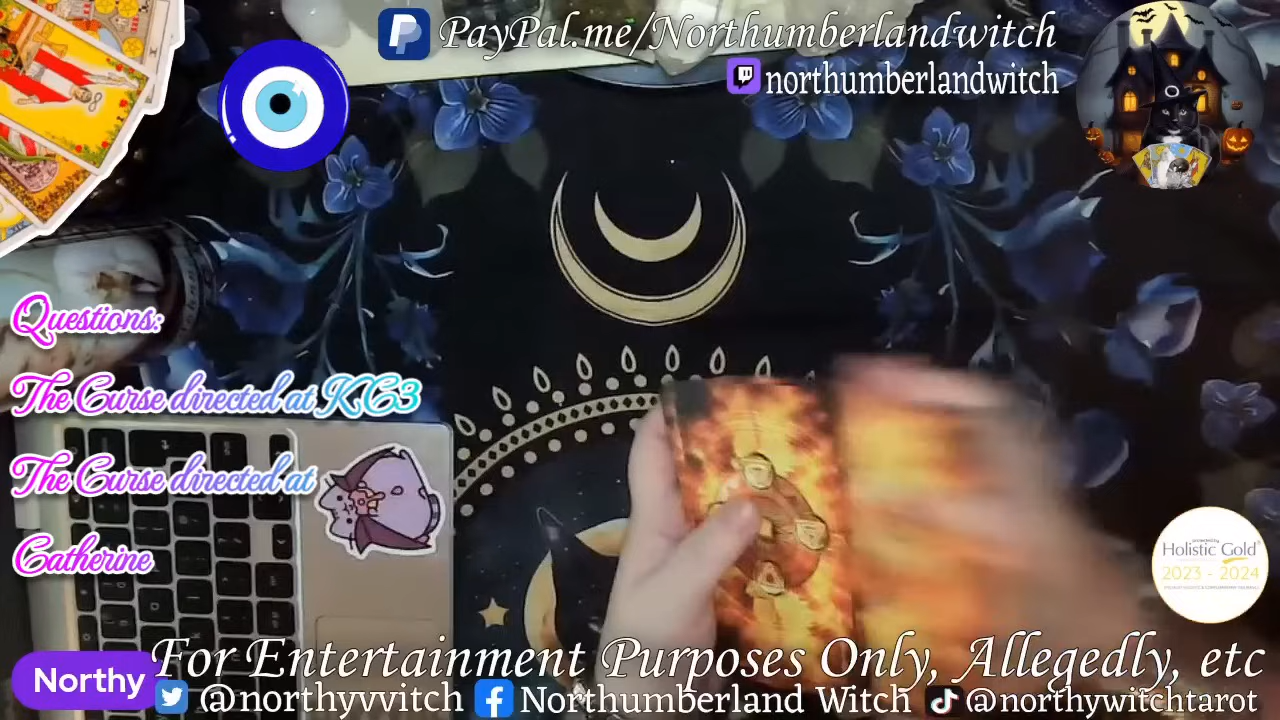 PayPal.me/Northumberlandwitch
northumberlandwitch
Questions:
The Curse directed at KC3
The Curse directed at
Catherine
Holistic Gold
2023 - 2024
For Entertainment Purposes Only, Allegedly, etc
Northy
@northyvvitch
Northumberland Witch
@northywitchtarot